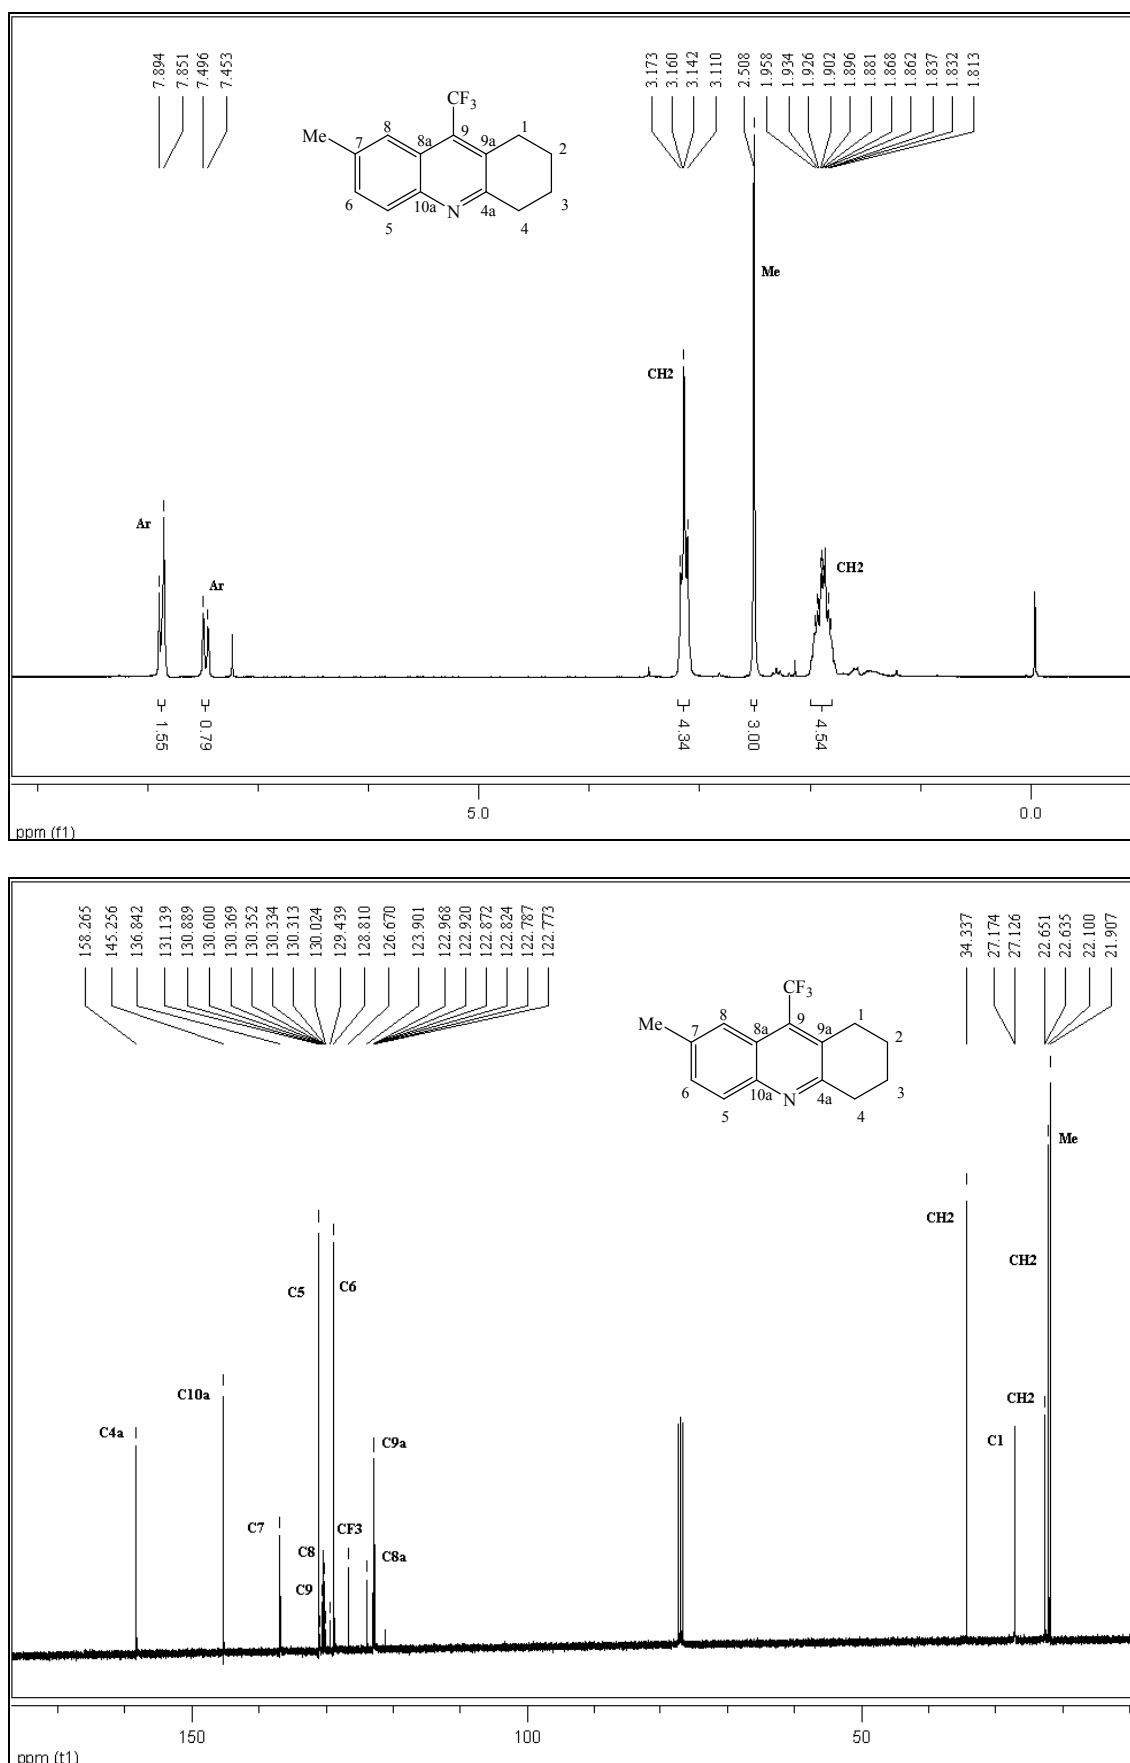 7.894
7.851
7.496
7.453
3.173
3.160
3.142
3.110
2.508
1.958
1.934
1.926
1.902
1.896
1.881
1.868
1.862
1.837
1.832
1.813
CF3
Me
8
8a
9
9a
1
2
7
6
5
10a
N
4a
4
3
Me
CH2
Ar
Ar
CH2
1.55
0.79
4.34
3.00
4.54
5.0
0.0
ppm (f1)
158.265
145.256
136.842
131.139
130.889
130.600
130.369
130.352
130.334
130.313
130.024
129.439
128.810
126.670
123.901
122.968
122.920
122.872
122.824
122.787
122.773
34.337
27.174
27.126
22.651
22.635
22.100
21.907
CF3
Me
8
8a
9
9a
1
2
7
6
5
10a
N
4a
4
3
Me
CH2
CH2
C5
C6
C10a
CH2
C4a
C9a
C1
C7
CF3
C8
C8a
C9
150
100
50
ppm (t1)